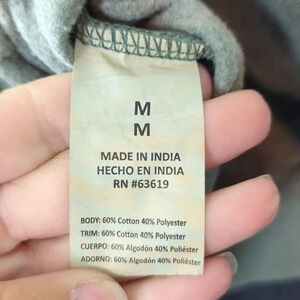 M
M
MADE IN INDIA
HECHO EN INDIA
RN #63619
BODY: 60% Cotton 40% Polyester
TRIM: 60% Cotton 40% Polyester
CUERPO: 60% Algodón 40% Poliéster
ADORNO: 60% Algodón 40% Poliéster